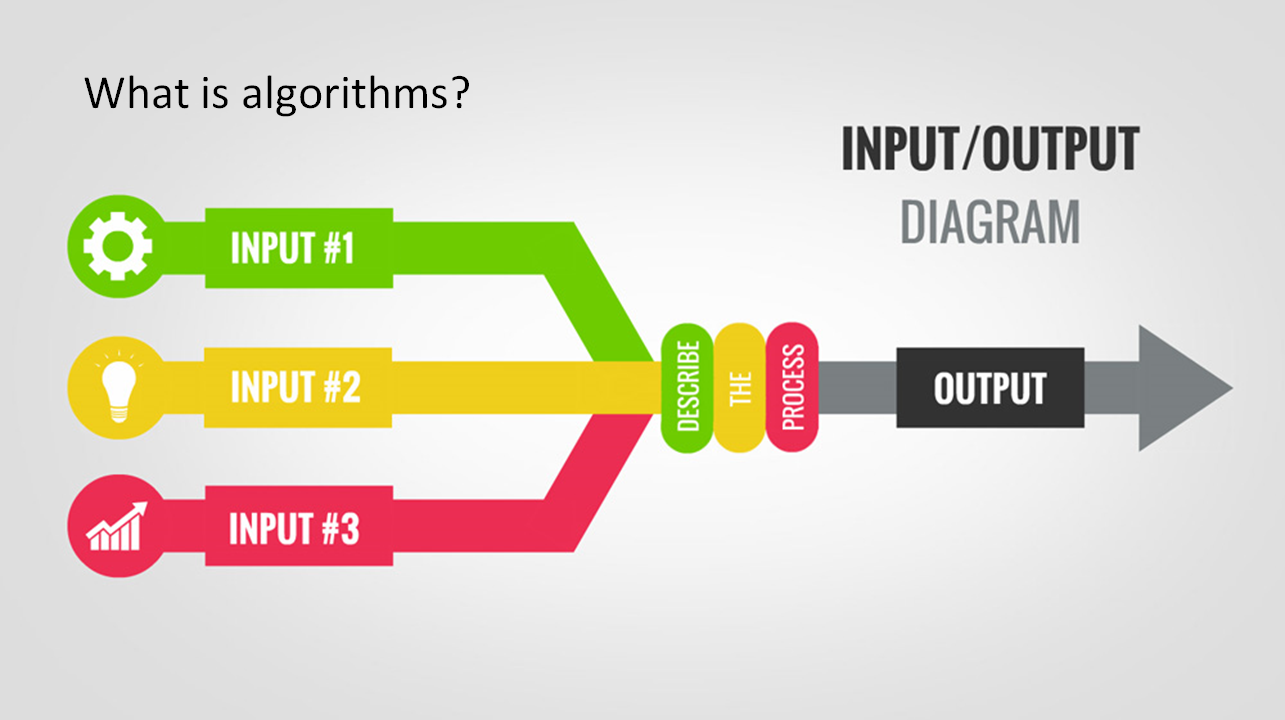 What is algorithms?
INPUT/OUTPUT
DIAGRAM
INPUT #1
INPUT #2
INPUT #3
DESCRIBE
THE
PROCESS
OUTPUT